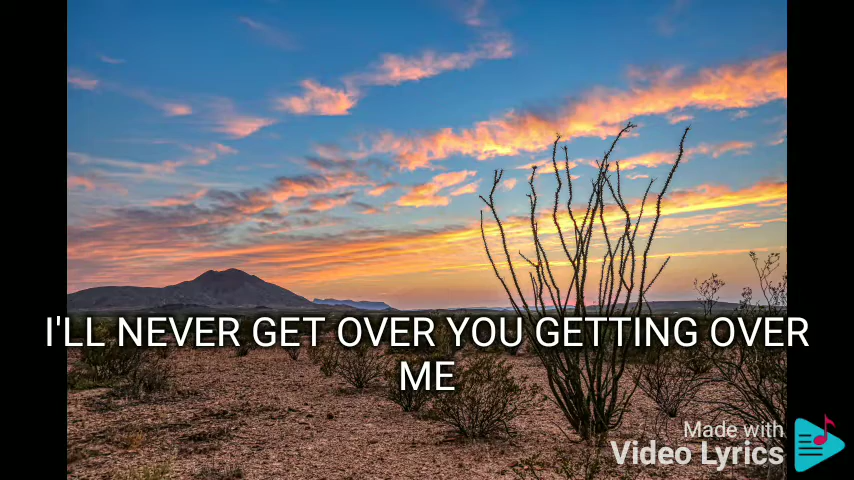 I'LL NEVER GET OVER YOU GETTING OVER
ME
Made with
Video Lyrics